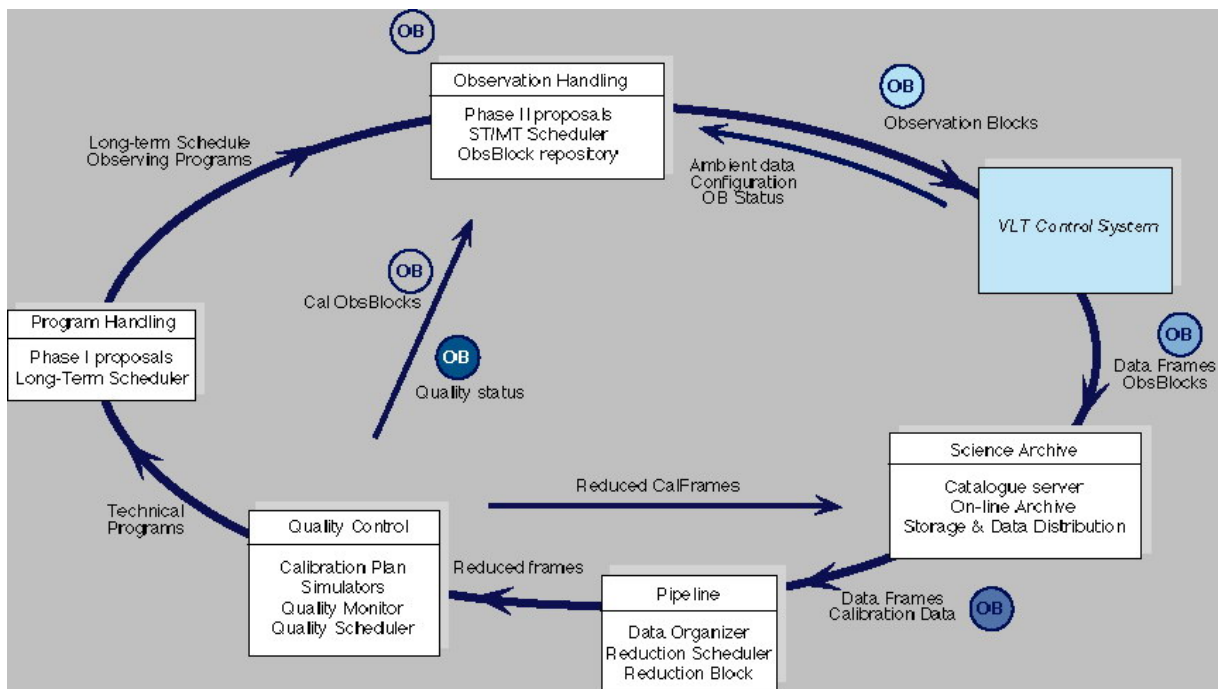 OB
Observation Handling
Phase II proposals
ST/MT Scheduler
ObsBlock repository
OB
Observation Blocks
Long-term Schedule
Observing Programs
Ambient data
Configuration
OB Status
VLT Control System
OB
Cal ObsBlocks
Program Handling
Phase I proposals
Long-Term Scheduler
OB
Quality status
OB
Data Frames
ObsBlocks
Science Archive
Catalogue server
On-line Archive
Storage & Data Distribution
Reduced CalFrames
Technical
Programs
Quality Control
Calibration Plan
Simulators
Quality Monitor
Quality Scheduler
Reduced frames
Pipeline
Data Organizer
Reduction Scheduler
Reduction Block
Data Frames
Calibration Data
OB